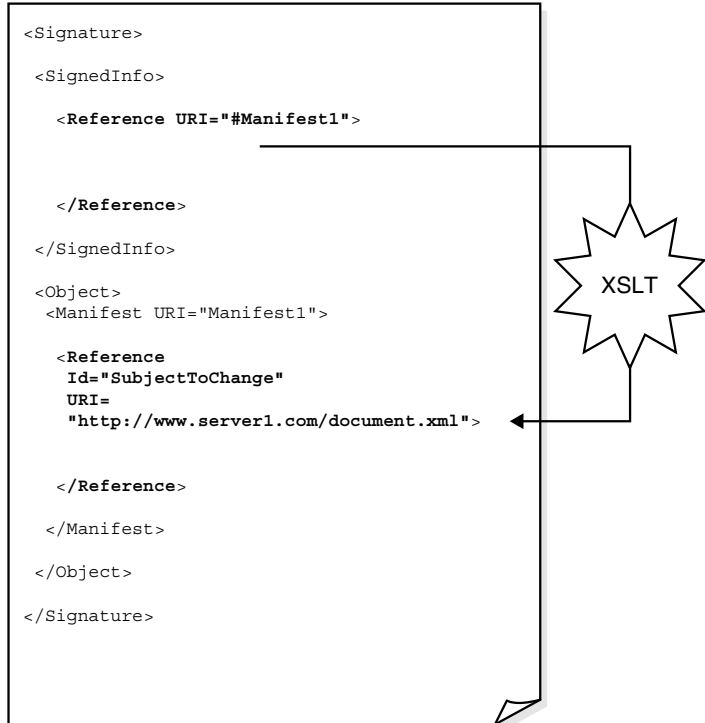 <Signature>
<SignedInfo>
<Reference URI="#Manifest1">
</Reference>
</SignedInfo>
<Object>
<Manifest URI="Manifest1">
<Reference
Id="SubjectToChange"
URI=
"http://www.server1.com/document.xml">
</Reference>
</Manifest>
</Object>
</Signature>
XSLT